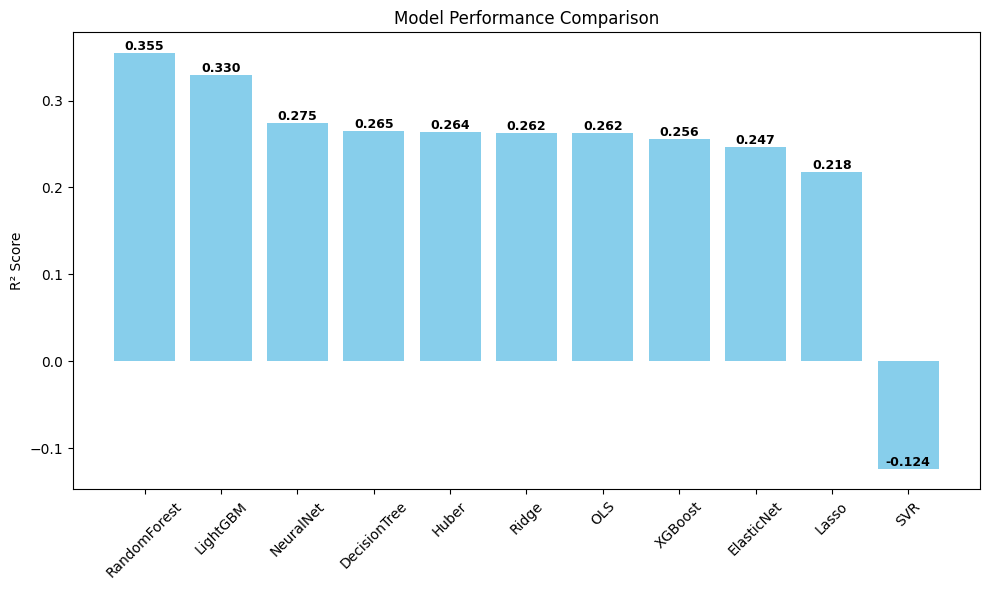 Model Performance Comparison
R² Score
0.3
0.2
0.1
0.0
−0.1
0.355
0.330
0.275
0.265
0.264
0.262
0.262
0.256
0.247
0.218
-0.124
RandomForest
LightGBM
NeuralNet
DecisionTree
Huber
Ridge
OLS
XGBoost
ElasticNet
Lasso
SVR